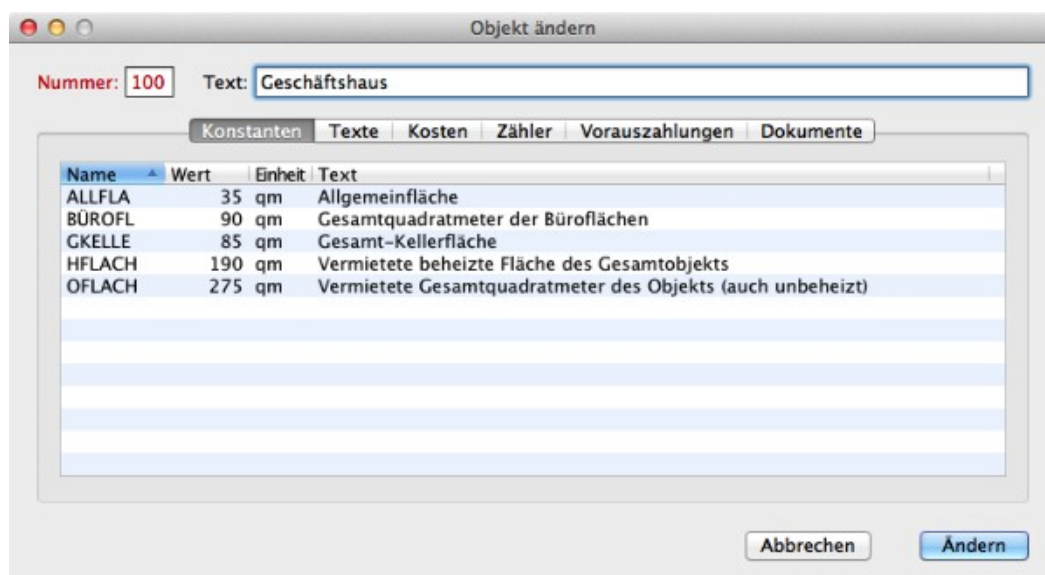 Objekt ändern
Nummer: 100 Text: Geschäftshaus
Konstanten Texte Kosten Zähler Vorauszahlungen Dokumente
Name Wert Einheit Text
ALLFLA 35 qm Allgemeinfläche
BÜROFL 90 qm Gesamtquadratmeter der Büroflächen
GKELLE 85 qm Gesamt-Kellerfläche
HFLACH 190 qm Vermietete beheizte Fläche des Gesamtobjekts
OFLACH 275 qm Vermietete Gesamtquadratmeter des Objekts (auch unbeheizt)
Abbrechen Ändern